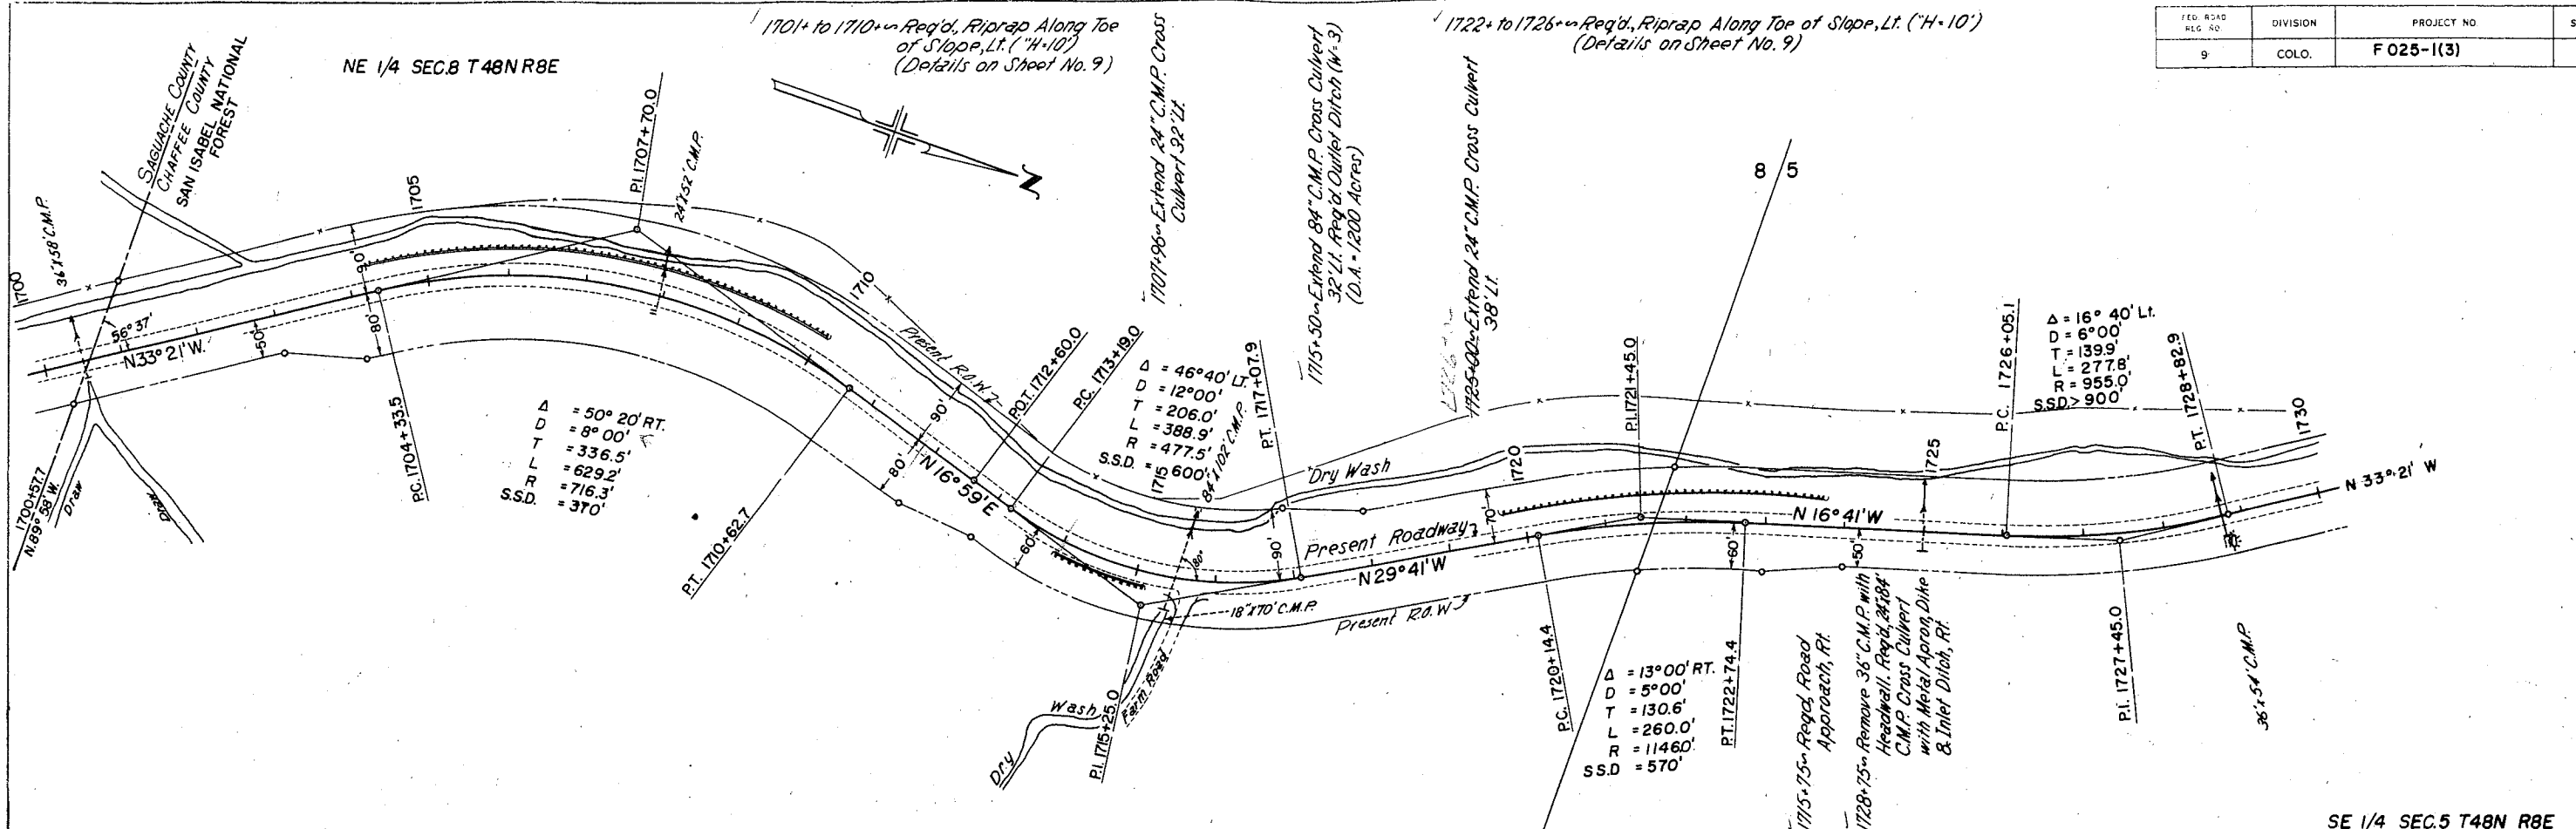 1701+ to 1710+~ Req'd., Riprap Along Toe
of Slope, Lt. ("H=10')
(Details on Sheet No. 9)
1722+ to 1726+~ Req'd., Riprap Along Toe of Slope, Lt. ("H=10')
(Details on Sheet No. 9)
FED. ROAD
REG. NO.
DIVISION
PROJECT NO.
9
COLO.
F 025-1(3)
NE 1/4 SEC.8 T48N R8E
SAGUACHE COUNTY
CHAFFEE COUNTY
SAN ISABEL NATIONAL
FOREST
1700
36"X58' C.M.P.
56° 37'
N33° 21' W.
50'
1700+57.7
N.89° 58' W.
Draw
Draw
1705
90'
80'
P.C. 1704+33.5
P.I. 1707+70.0
24"X52' C.M.P.
Δ = 50° 20' RT.
D = 8° 00'
T = 336.5'
L = 629.2'
R = 716.3'
S.S.D. = 370'
P.T. 1710+62.7
1710
Present R.O.W.
90'
80'
N16° 59' E
N
1707+96~Extend 24" C.M.P. Cross
Culvert 32' Lt.
P.O.T. 1712+60.0
P.C. 1713+19.0
60'
Δ = 46°40' LT.
D = 12°00'
T = 206.0'
L = 388.9'
R = 477.5'
S.S.D. = 600'
1715
84"X102' C.M.P.
80°
P.T. 1717+07.9
90'
18"X70' C.M.P.
Farm Road
Dry Wash
P.I. 1715+25.0
1715+50~Extend 84" C.M.P. Cross Culvert
32' Lt. Req'd. Outlet Ditch (W=3)
(D.A. = 1200 Acres)
Dry Wash
Present Roadway
N29°41' W
Present R.O.W.
1725+00~Extend 24" C.M.P. Cross Culvert
38' Lt.
1720
70'
P.C. 1720+14.4
P.I. 1721+45.0
8 5
60'
P.T. 1722+74.4
Δ = 13°00' RT.
D = 5°00'
T = 130.6'
L = 260.0'
R = 1146.0'
S.S.D = 570'
N 16°41' W
50'
1725
1715+75~Req'd., Road
Approach, Rt.
1728+75~Remove 36" C.M.P. with
Headwall. Req'd., 24"X84'
C.M.P. Cross Culvert
with Metal Apron, Dike
& Inlet Ditch, Rt.
P.C. 1726+05.1
Δ = 16° 40' Lt.
D = 6°00'
T = 139.9'
L = 277.8'
R = 955.0'
S.S.D.> 900'
P.T. 1728+82.9
1730
N 33°21' W
P.I. 1727+45.0
36"X54' C.M.P.
SE 1/4 SEC.5 T48N R8E